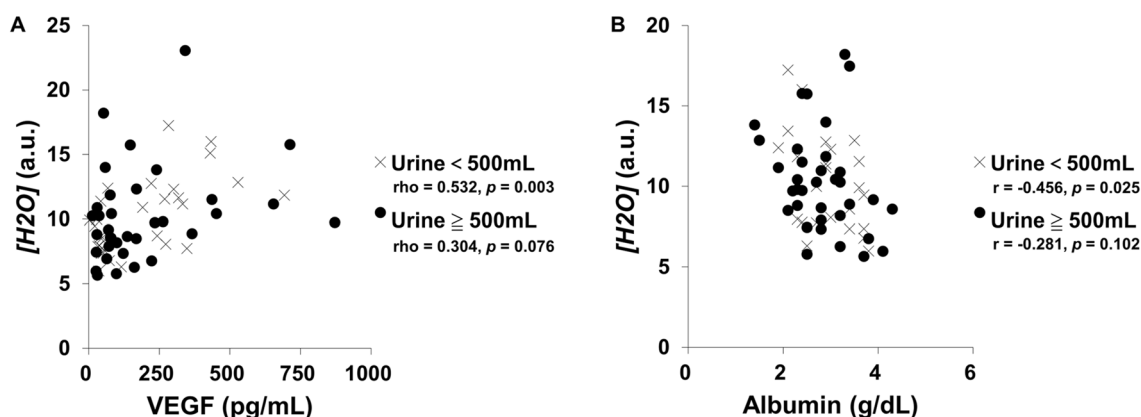 A
25
20
15
10
5
0
[H2O] (a.u.)
0
250
500
750
1000
VEGF (pg/mL)
Urine < 500mL
rho = 0.532, p = 0.003
Urine ≧ 500mL
rho = 0.304, p = 0.076
B
20
15
10
5
0
[H2O] (a.u.)
0
2
4
6
Albumin (g/dL)
Urine < 500mL
r = -0.456, p = 0.025
Urine ≧ 500mL
r = -0.281, p = 0.102